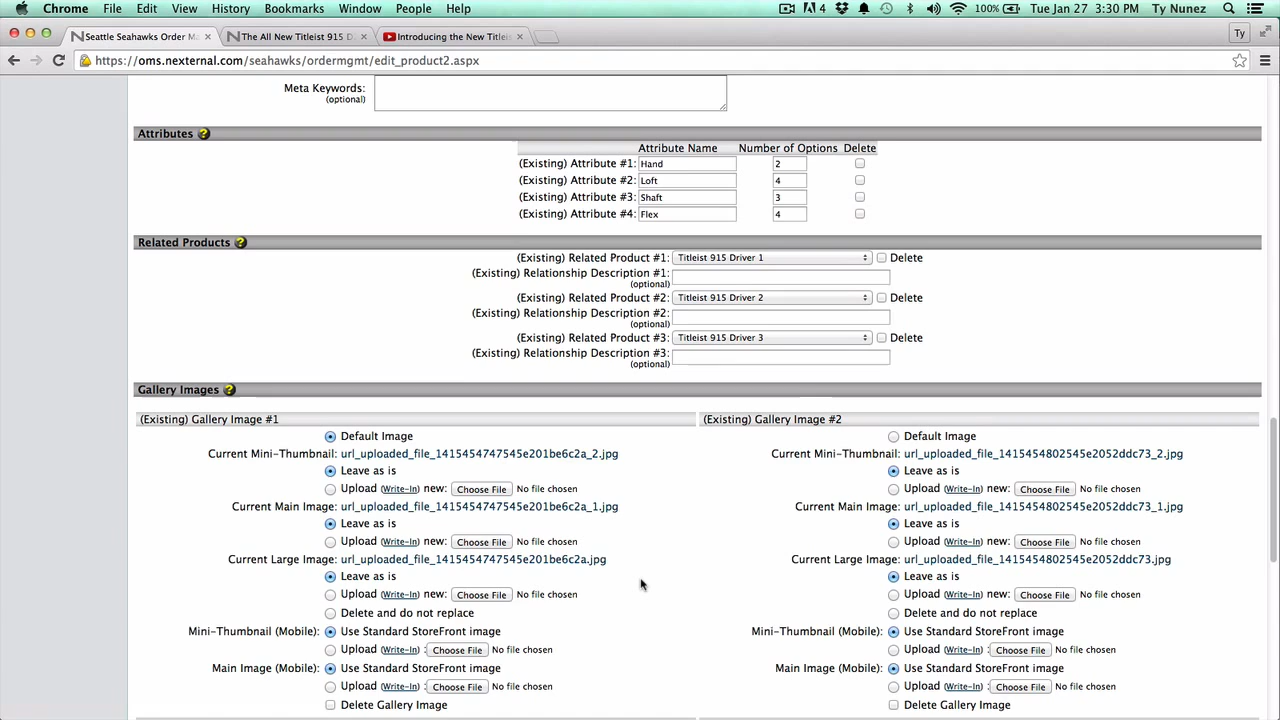 Chrome File Edit View History Bookmarks Window People Help 4 100% Tue Jan 27 3:30 PM Ty Nunez
Seattle Seahawks Order Ma × The All New Titleist 915 D × Introducing the New Titleis × Ty
https://oms.nexternal.com/seahawks/ordermgmt/edit_product2.aspx
Meta Keywords:
(optional)
Attributes ?
Attribute Name Number of Options Delete
(Existing) Attribute #1: Hand 2
(Existing) Attribute #2: Loft 4
(Existing) Attribute #3: Shaft 3
(Existing) Attribute #4: Flex 4
Related Products ?
(Existing) Related Product #1: Titleist 915 Driver 1 Delete
(Existing) Relationship Description #1:
(optional)
(Existing) Related Product #2: Titleist 915 Driver 2 Delete
(Existing) Relationship Description #2:
(optional)
(Existing) Related Product #3: Titleist 915 Driver 3 Delete
(Existing) Relationship Description #3:
(optional)
Gallery Images ?
(Existing) Gallery Image #1 (Existing) Gallery Image #2
Default Image Default Image
Current Mini-Thumbnail: url_uploaded_file_1415454747545e201be6c2a_2.jpg Current Mini-Thumbnail: url_uploaded_file_1415454802545e2052ddc73_2.jpg
Leave as is Leave as is
Upload (Write-In) new: Choose File No file chosen Upload (Write-In) new: Choose File No file chosen
Current Main Image: url_uploaded_file_1415454747545e201be6c2a_1.jpg Current Main Image: url_uploaded_file_1415454802545e2052ddc73_1.jpg
Leave as is Leave as is
Upload (Write-In) new: Choose File No file chosen Upload (Write-In) new: Choose File No file chosen
Current Large Image: url_uploaded_file_1415454747545e201be6c2a.jpg Current Large Image: url_uploaded_file_1415454802545e2052ddc73.jpg
Leave as is Leave as is
Upload (Write-In) new: Choose File No file chosen Upload (Write-In) new: Choose File No file chosen
Delete and do not replace Delete and do not replace
Mini-Thumbnail (Mobile): Use Standard StoreFront image Mini-Thumbnail (Mobile): Use Standard StoreFront image
Upload (Write-In) : Choose File No file chosen Upload (Write-In) : Choose File No file chosen
Main Image (Mobile): Use Standard StoreFront image Main Image (Mobile): Use Standard StoreFront image
Upload (Write-In) : Choose File No file chosen Upload (Write-In) : Choose File No file chosen
Delete Gallery Image Delete Gallery Image